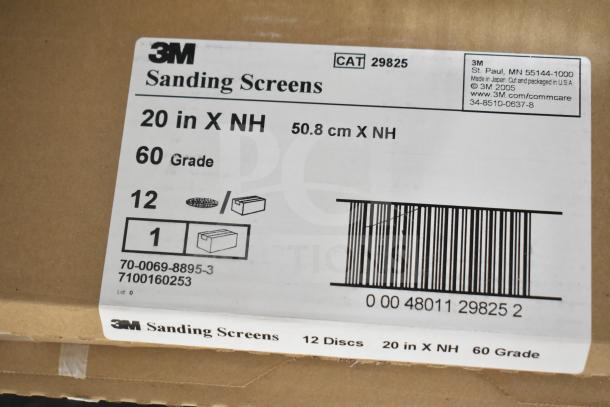 3M
Sanding Screens
CAT 29825
3M
St. Paul, MN 55144-1000
Made in Japan. Cut and packaged in U.S.A.
© 3M 2005
www.3M.com/commcare
34-8510-0637-8
20 in X NH 50.8 cm X NH
60 Grade
12 /
1
70-0069-8895-3
7100160253
Lot 0
0 00 48011 29825 2
3M Sanding Screens 12 Discs 20 in X NH 60 Grade